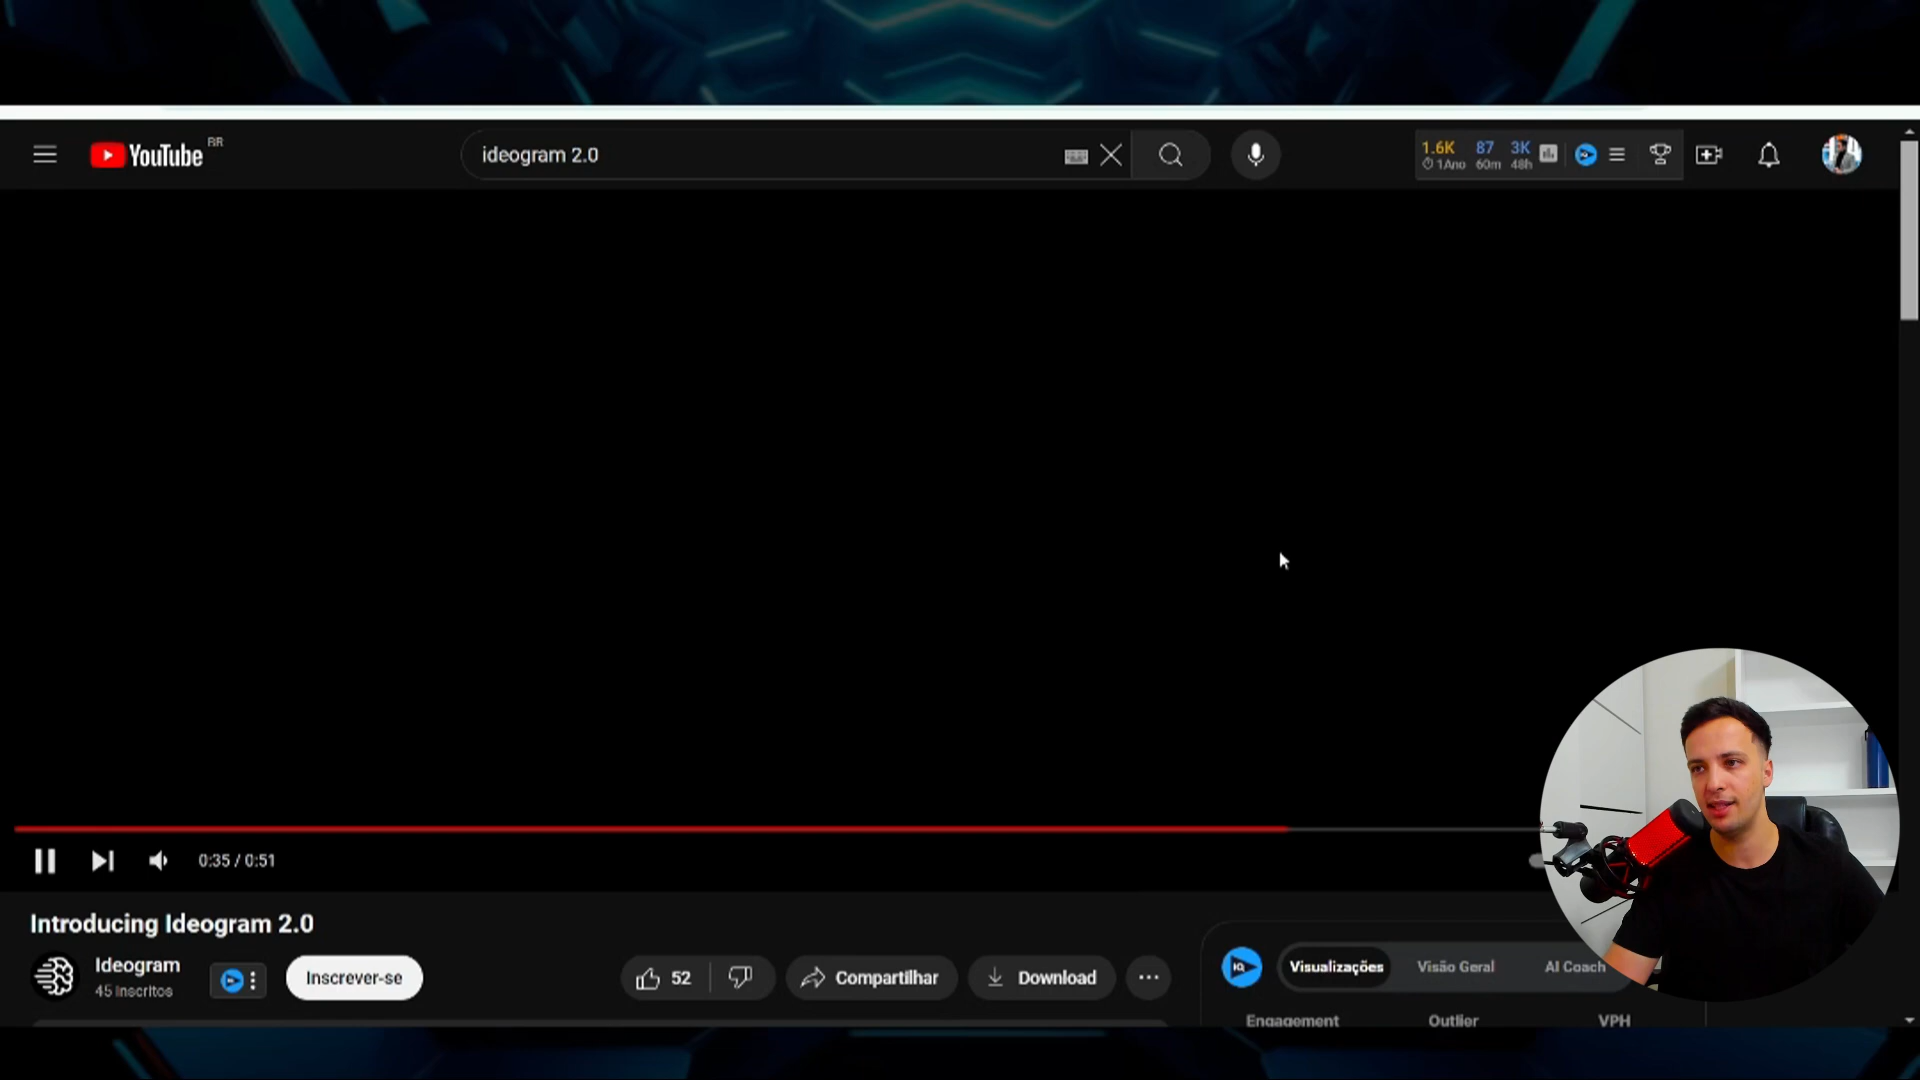 YouTube BR
ideogram 2.0
1.6K 87 3K
1Ano 60m 48h
0:35 / 0:51
Introducing Ideogram 2.0
Ideogram
45 Inscritos
Inscrever-se
52
Compartilhar
Download
IQ
Visualizações
Visão Geral
AI Coach
Engagement
Outlier
VPH